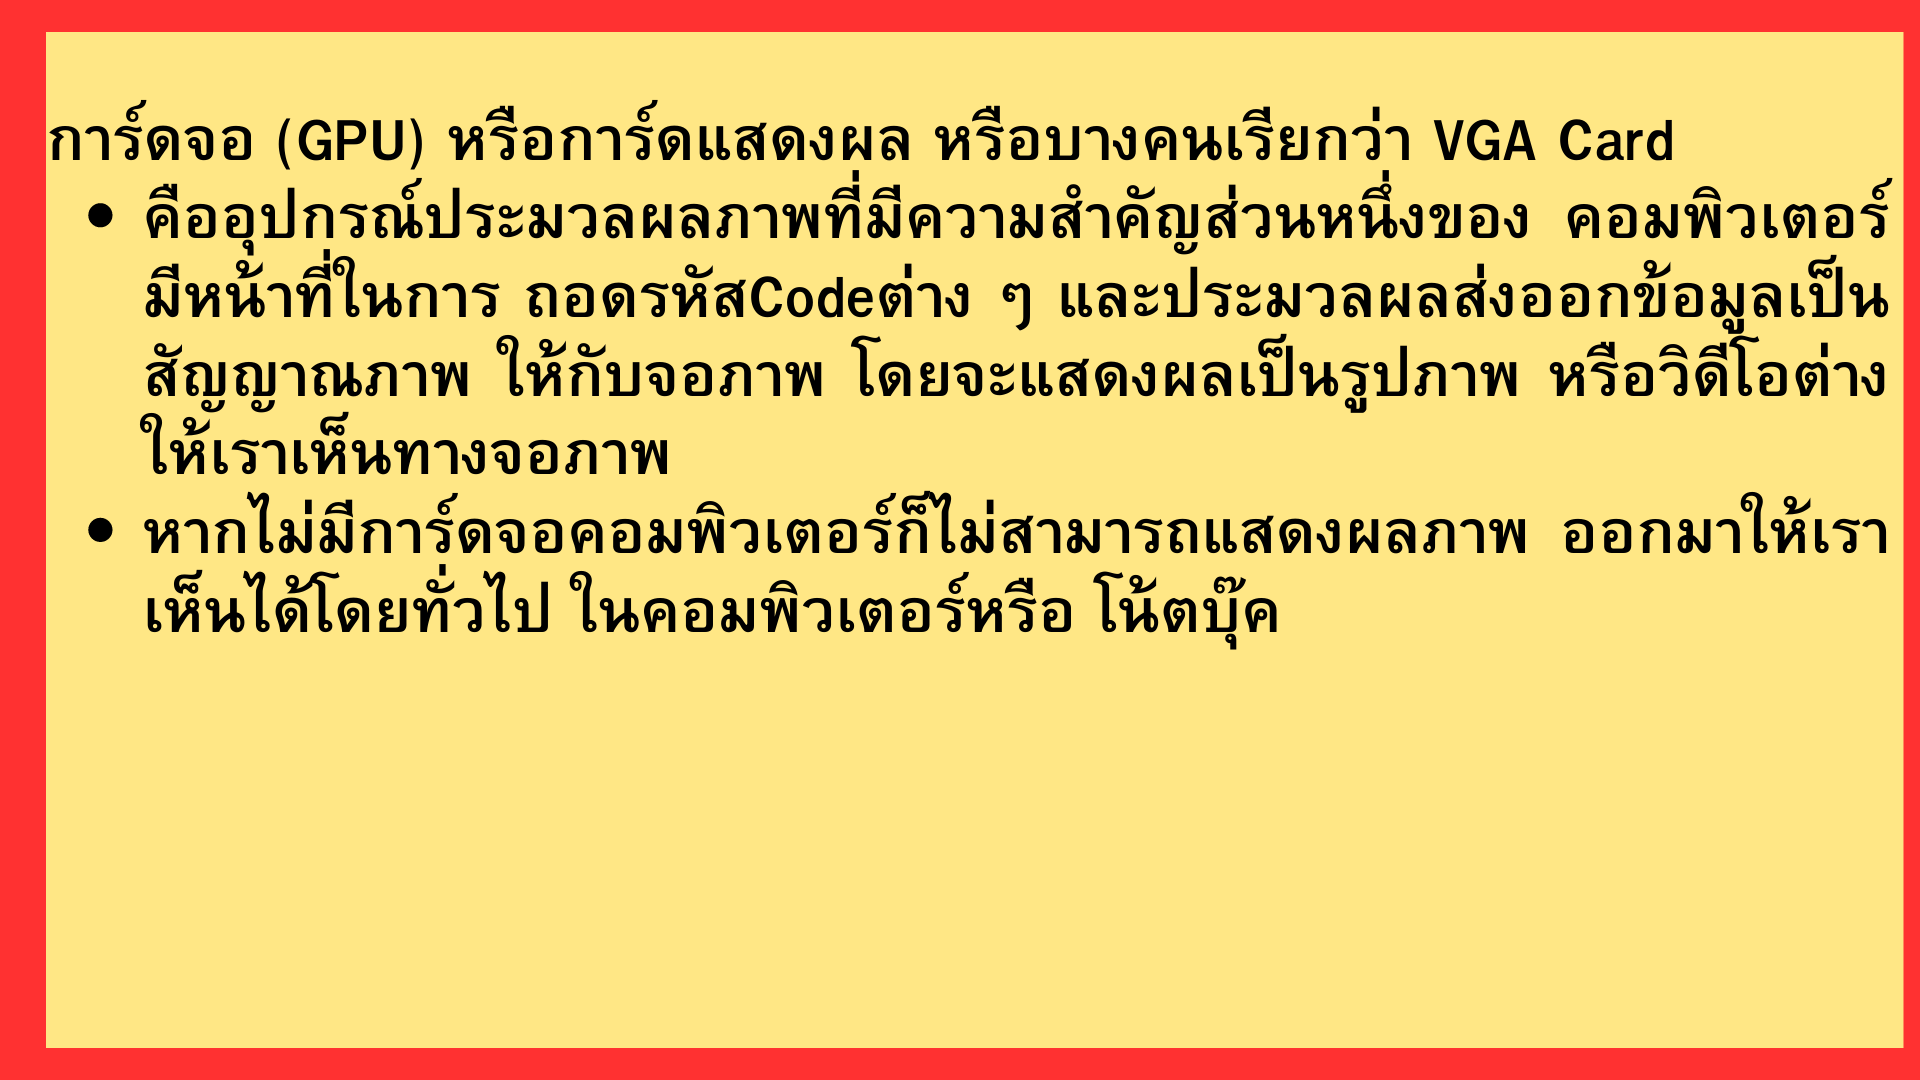 การ์ดจอ (GPU) หรือการ์ดแสดงผล หรือบางคนเรียกว่า VGA Card
• คืออุปกรณ์ประมวลผลภาพที่มีความสำคัญส่วนหนึ่งของ คอมพิวเตอร์
มีหน้าที่ในการ ถอดรหัสCodeต่าง ๆ และประมวลผลส่งออกข้อมูลเป็น
สัญญาณภาพ ให้กับจอภาพ โดยจะแสดงผลเป็นรูปภาพ หรือวิดีโอต่าง
ให้เราเห็นทางจอภาพ
• หากไม่มีการ์ดจอคอมพิวเตอร์ก็ไม่สามารถแสดงผลภาพ ออกมาให้เรา
เห็นได้โดยทั่วไป ในคอมพิวเตอร์หรือ โน้ตบุ๊ค